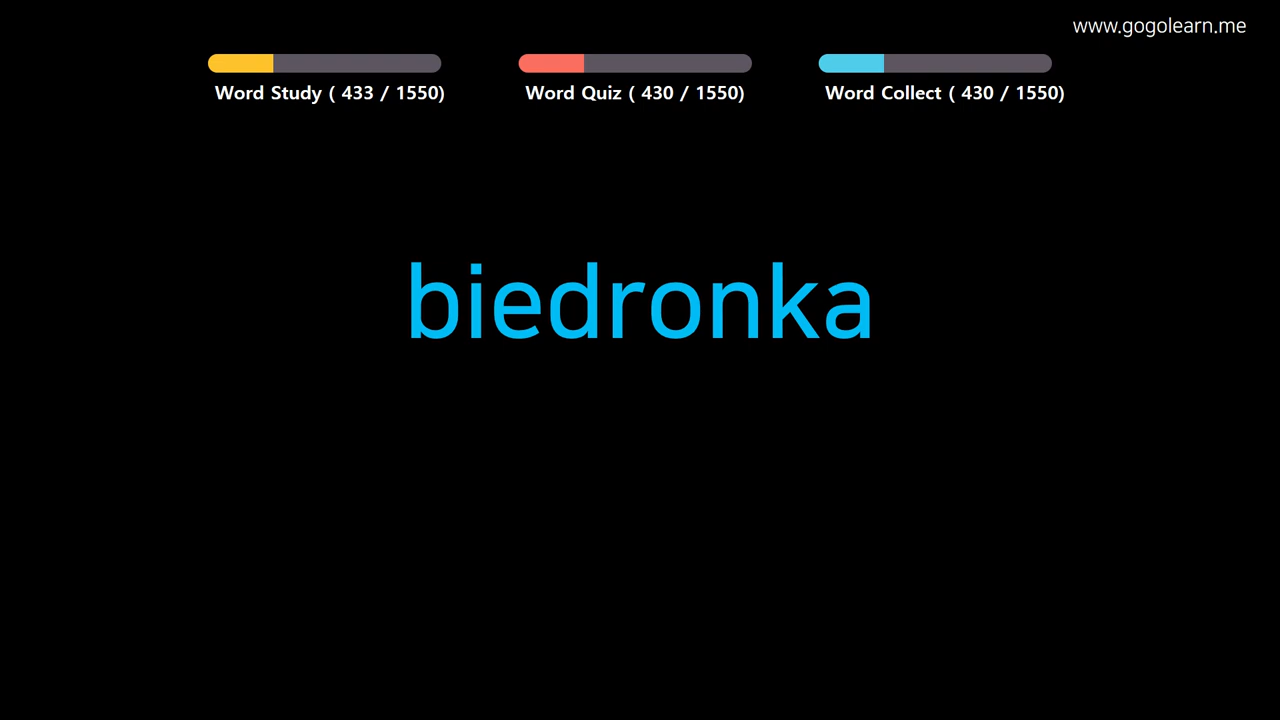 www.gogolearn.me
Word Study ( 433 / 1550)
Word Quiz ( 430 / 1550)
Word Collect ( 430 / 1550)
biedronka